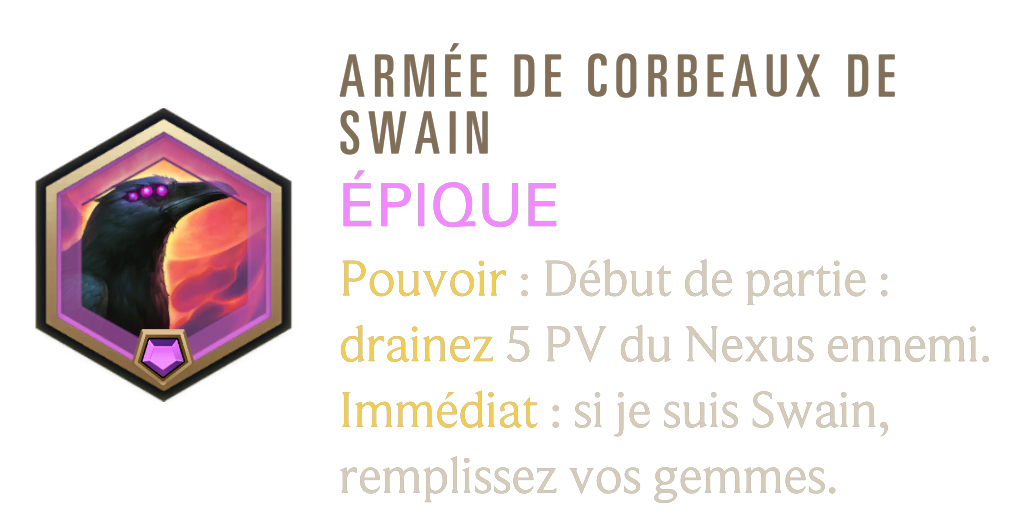 ARMÉE DE CORBEAUX DE
SWAIN
ÉPIQUE
Pouvoir : Début de partie :
drainez 5 PV du Nexus ennemi.
Immédiat : si je suis Swain,
remplissez vos gemmes.